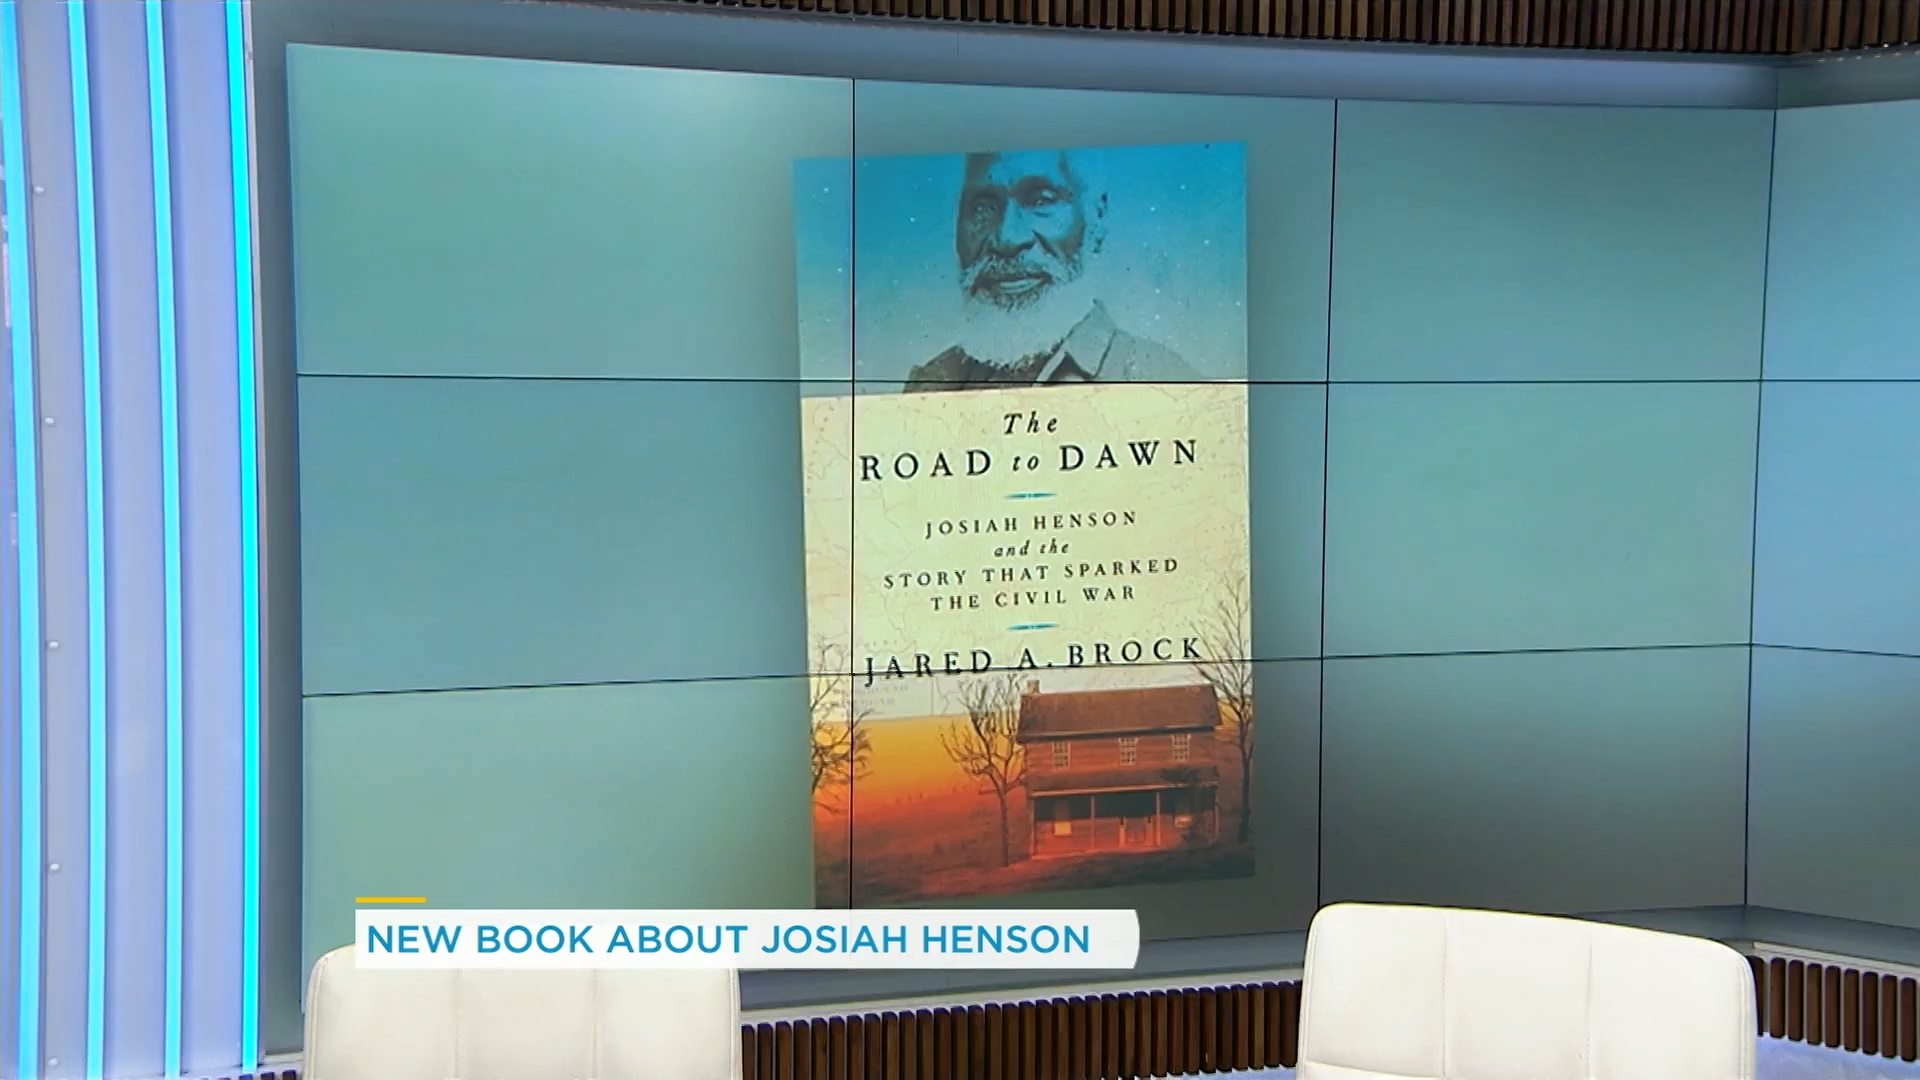 The
ROAD to DAWN
JOSIAH HENSON
and the
STORY THAT SPARKED
THE CIVIL WAR
JARED A. BROCK
NEW BOOK ABOUT JOSIAH HENSON